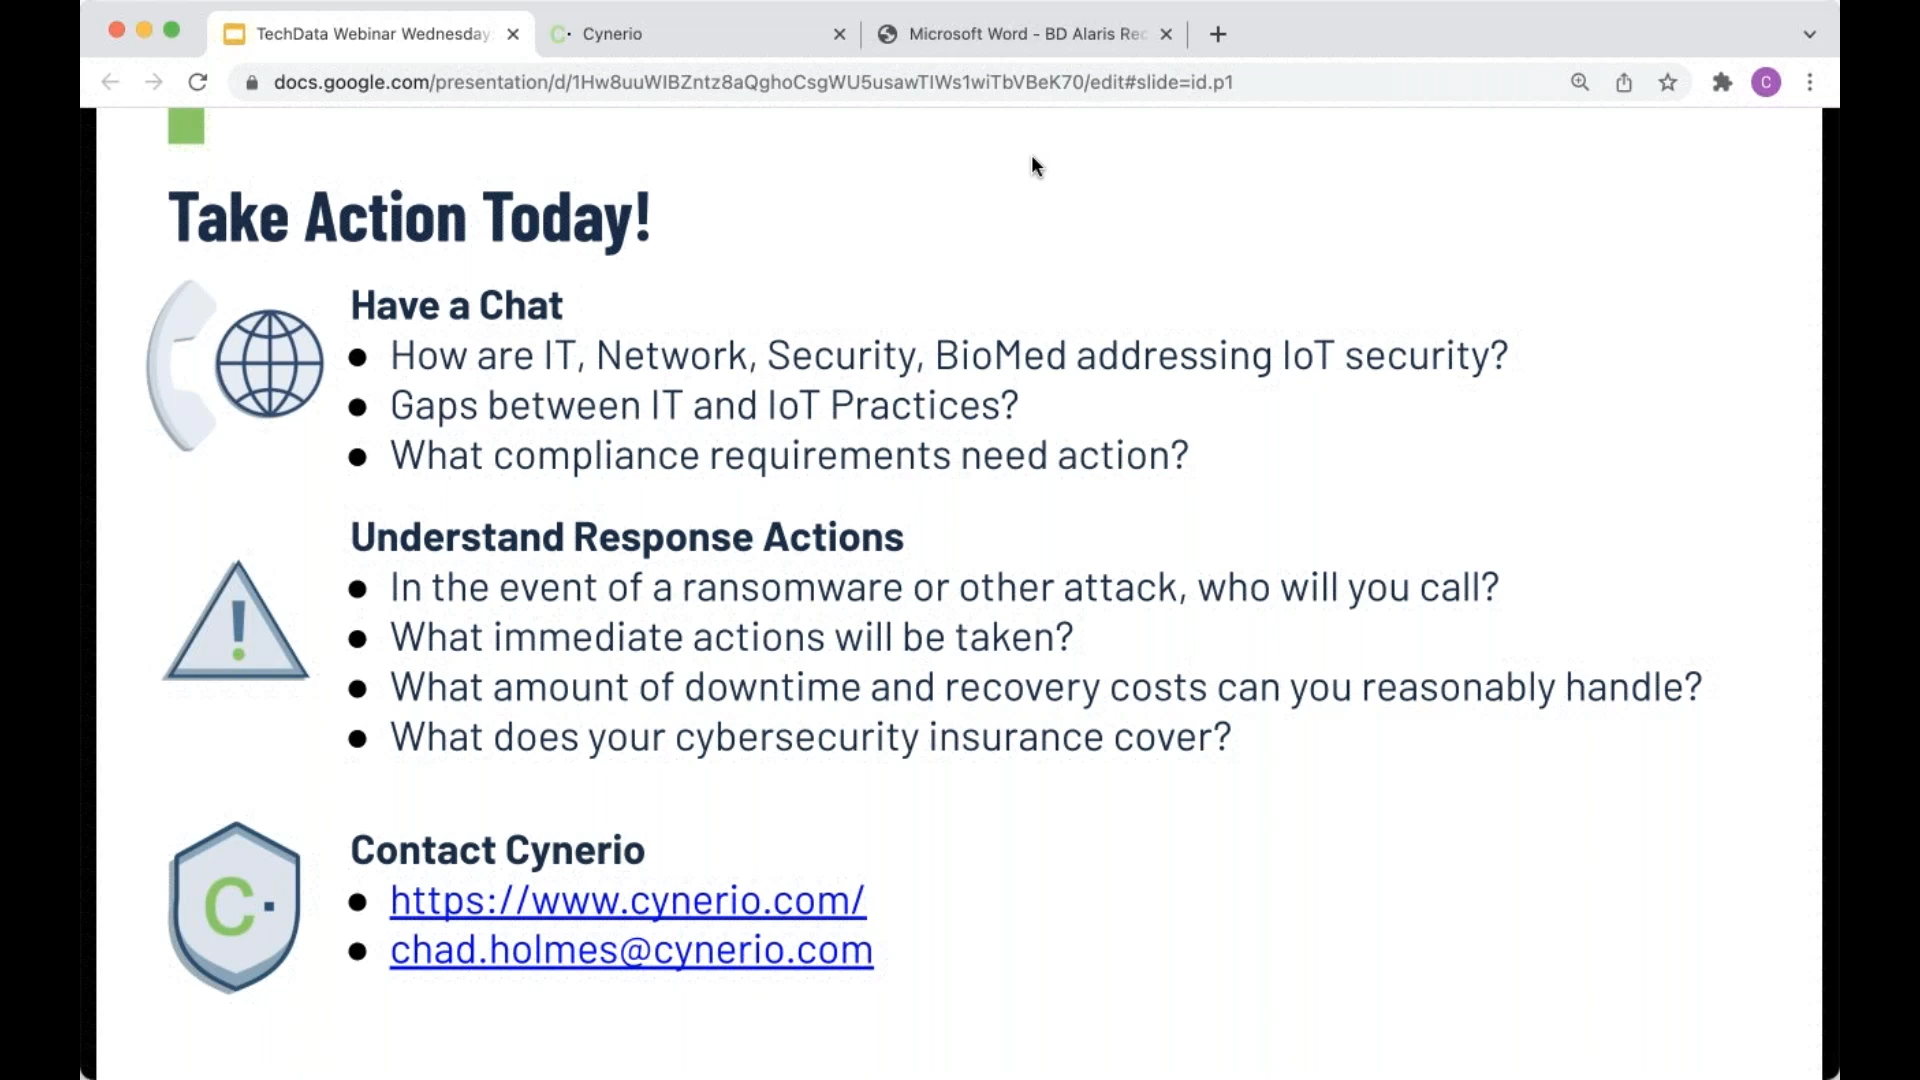 TechData Webinar Wednesday
Cynerio
Microsoft Word - BD Alaris Rec
docs.google.com/presentation/d/1Hw8uuWIBZntz8aQghoCsgWU5usawTIWs1wiTbVBeK70/edit#slide=id.p1
C
Take Action Today!
Have a Chat
● How are IT, Network, Security, BioMed addressing IoT security?
● Gaps between IT and IoT Practices?
● What compliance requirements need action?
Understand Response Actions
● In the event of a ransomware or other attack, who will you call?
● What immediate actions will be taken?
● What amount of downtime and recovery costs can you reasonably handle?
● What does your cybersecurity insurance cover?
Contact Cynerio
● https://www.cynerio.com/
● chad.holmes@cynerio.com